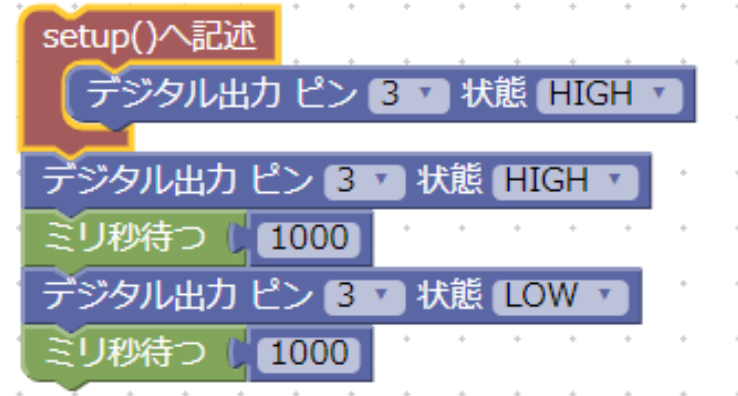 setup()へ記述
デジタル出力 ピン 3 状態 HIGH
デジタル出力 ピン 3 状態 HIGH
ミリ秒待つ 1000
デジタル出力 ピン 3 状態 LOW
ミリ秒待つ 1000